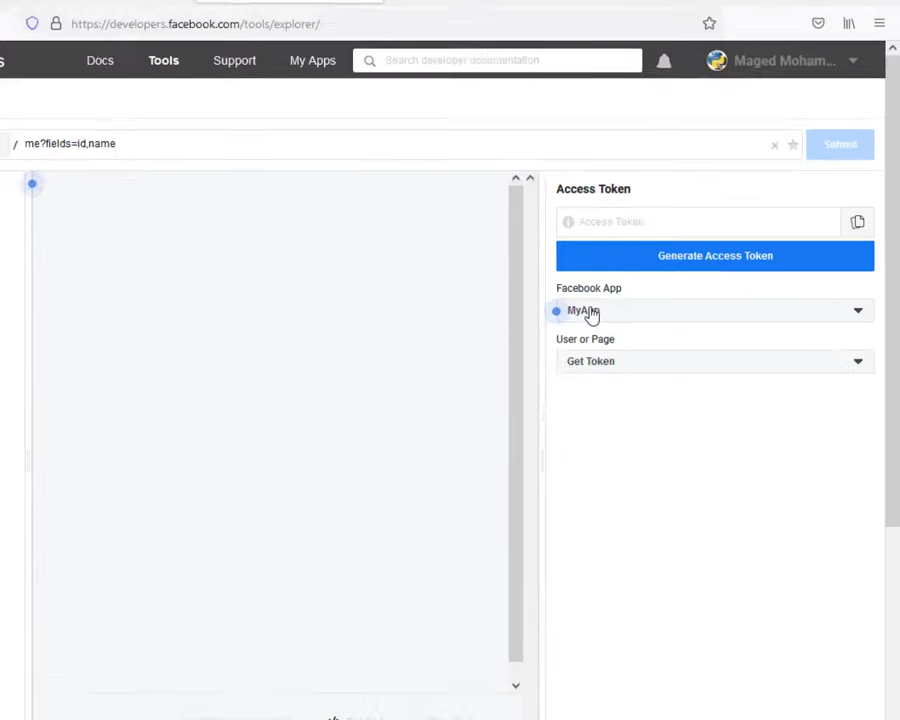 https://developers.facebook.com/tools/explorer/
s Docs Tools Support My Apps Search developer documentation Maged Moham...
/ me?fields=id,name Submit
Access Token
Access Token...
Generate Access Token
Facebook App
MyApp
User or Page
Get Token